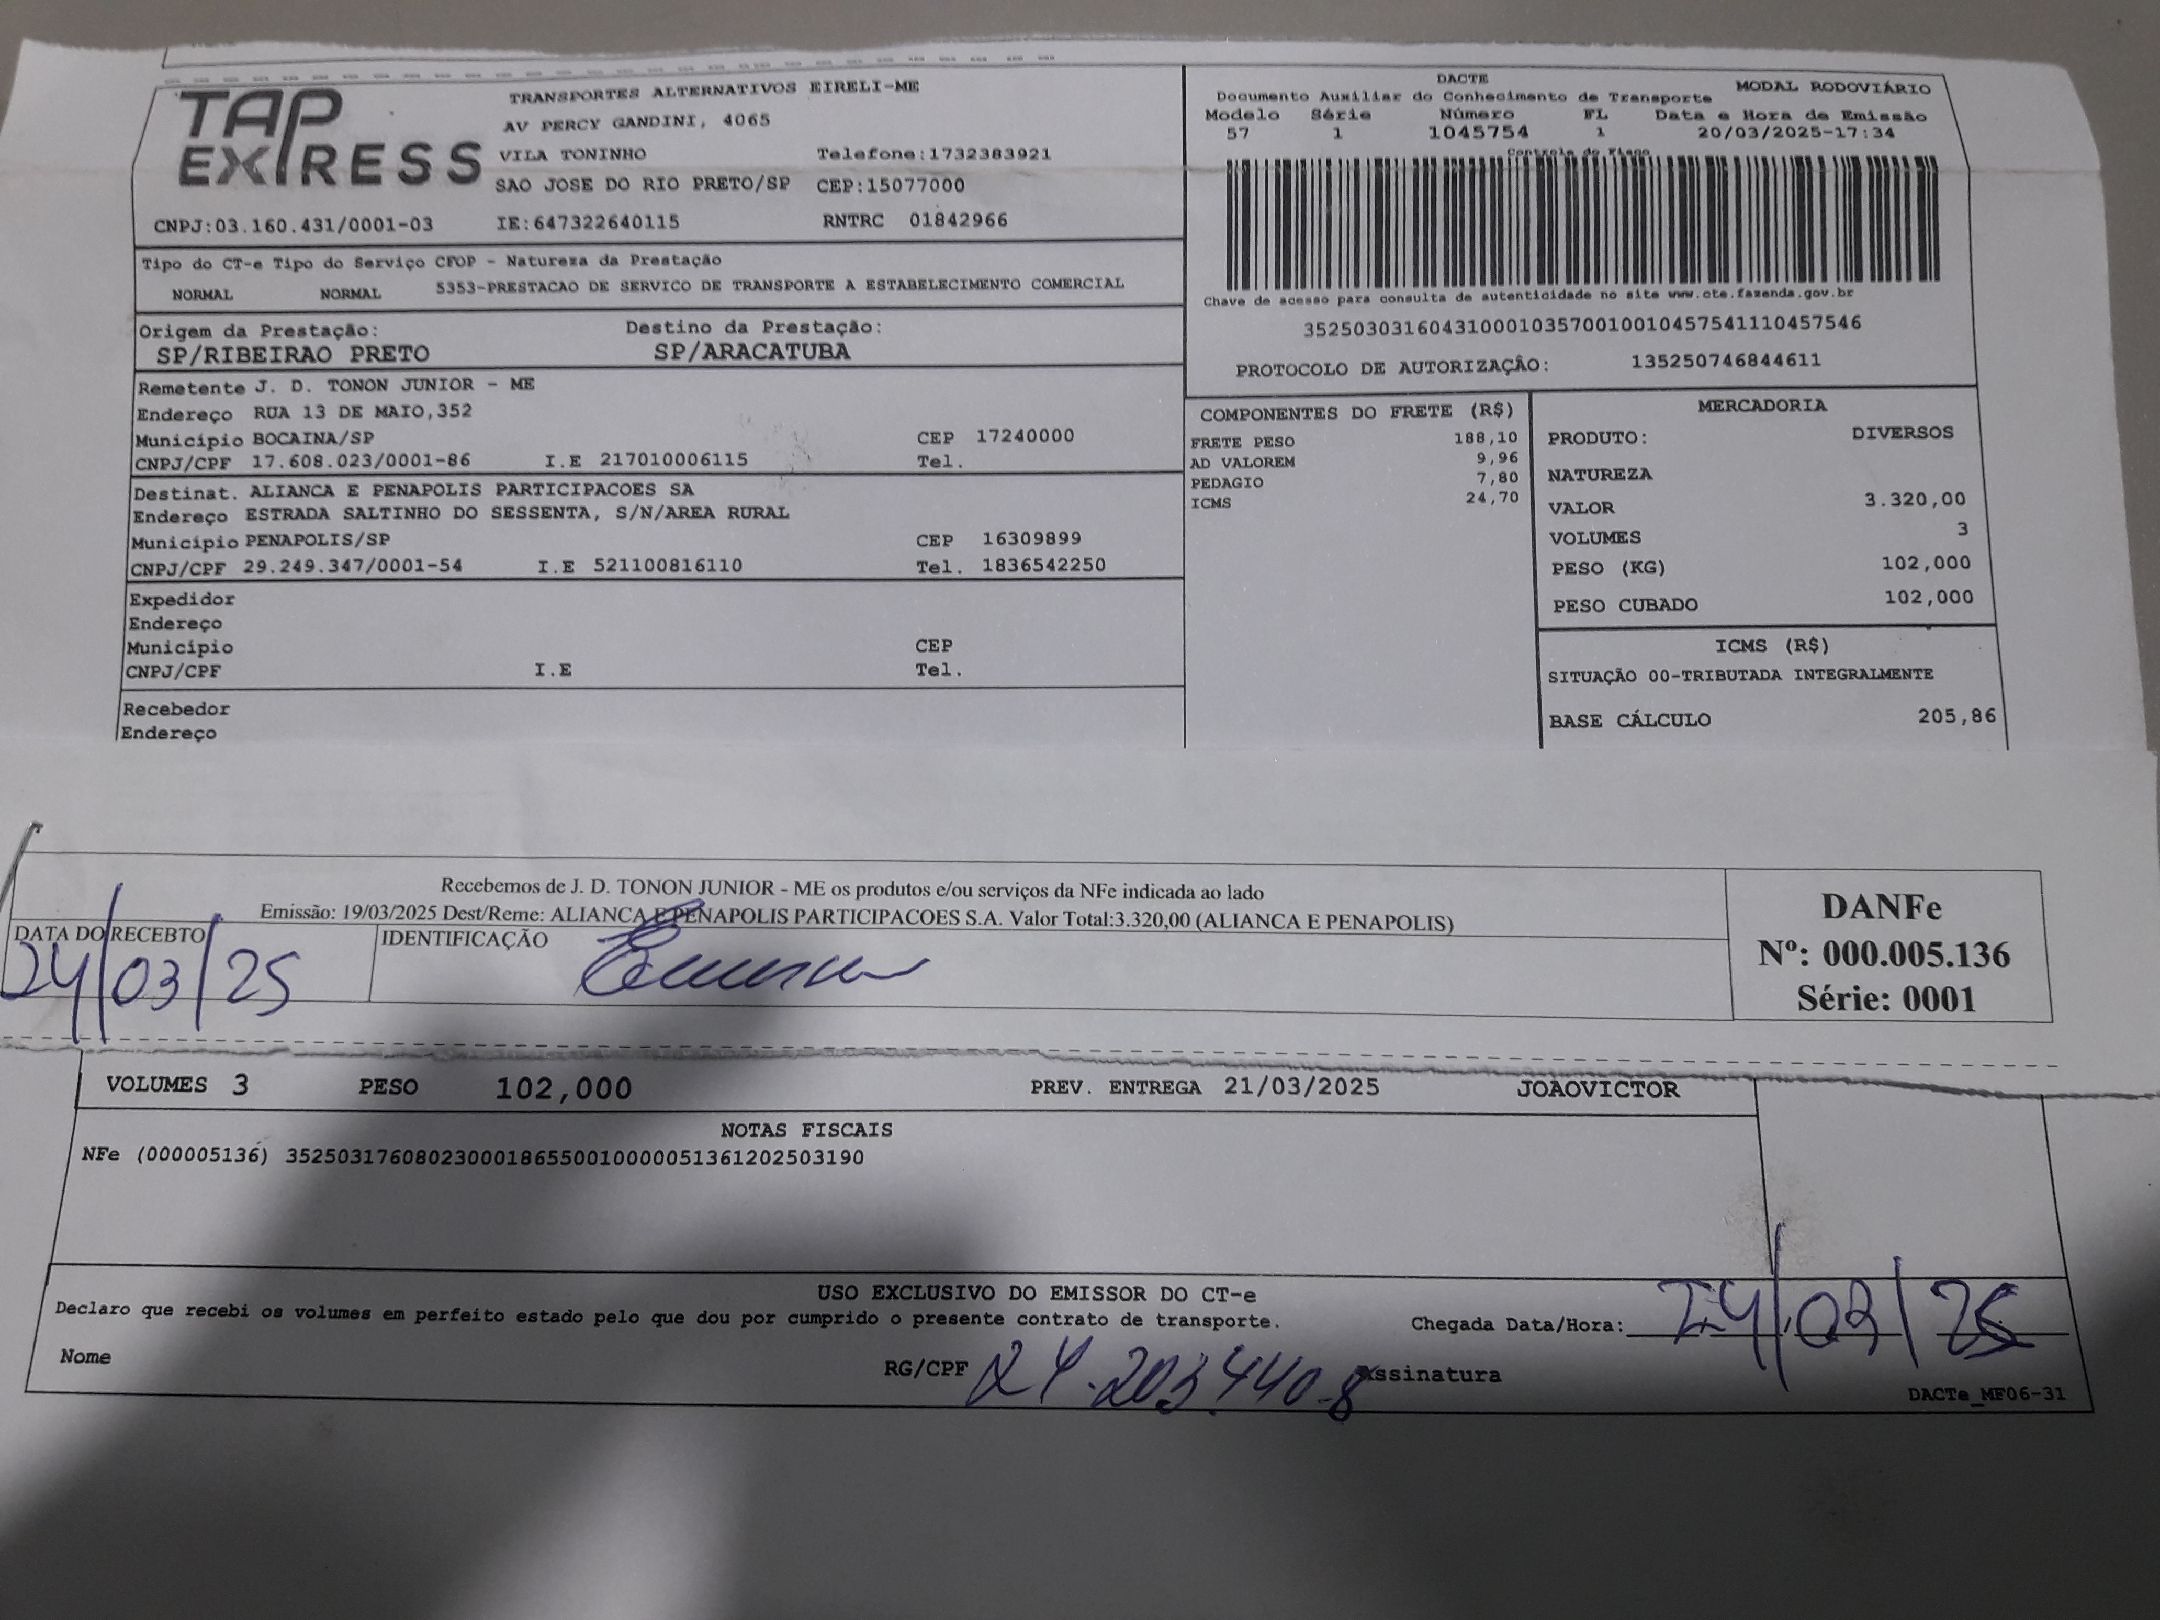 TAP EXPRESS
TRANSPORTES ALTERNATIVOS EIRELI-ME
AV PERCY GANDINI, 4065
VILA TONINHO Telefone:1732383921
SAO JOSE DO RIO PRETO/SP CEP:15077000
CNPJ:03.160.431/0001-03 IE:647322640115 RNTRC 01842966
Tipo do CT-e Tipo do Serviço CFOP - Natureza da Prestação
NORMAL NORMAL 5353-PRESTACAO DE SERVICO DE TRANSPORTE A ESTABELECIMENTO COMERCIAL
Origem da Prestação: Destino da Prestação:
SP/RIBEIRAO PRETO SP/ARACATUBA
Remetente J. D. TONON JUNIOR - ME
Endereço RUA 13 DE MAIO,352
Município BOCAINA/SP CEP 17240000
CNPJ/CPF 17.608.023/0001-86 I.E 217010006115 Tel.
Destinat. ALIANCA E PENAPOLIS PARTICIPACOES SA
Endereço ESTRADA SALTINHO DO SESSENTA, S/N/AREA RURAL
Município PENAPOLIS/SP CEP 16309899
CNPJ/CPF 29.249.347/0001-54 I.E 521100816110 Tel. 1836542250
Expedidor
Endereço
Município CEP
CNPJ/CPF I.E Tel.
Recebedor
Endereço
DACTE MODAL RODOVIÁRIO
Documento Auxiliar do Conhecimento de Transporte
Modelo Série Número FL Data e Hora de Emissão
57 1 1045754 1 20/03/2025-17:34
Controle do Fisco
Chave de acesso para consulta de autenticidade no site www.cte.fazenda.gov.br
35250303160431000103570010010457541110457546
PROTOCOLO DE AUTORIZAÇÂO: 135250746844611
COMPONENTES DO FRETE (R$)
FRETE PESO 188,10
AD VALOREM 9,96
PEDAGIO 7,80
ICMS 24,70
MERCADORIA
PRODUTO: DIVERSOS
NATUREZA
VALOR 3.320,00
VOLUMES 3
PESO (KG) 102,000
PESO CUBADO 102,000
ICMS (R$)
SITUAÇÃO 00-TRIBUTADA INTEGRALMENTE
BASE CÁLCULO 205,86
Recebemos de J. D. TONON JUNIOR - ME os produtos e/ou serviços da NFe indicada ao lado
Emissão: 19/03/2025 Dest/Reme: ALIANCA E PENAPOLIS PARTICIPACOES S.A. Valor Total:3.320,00 (ALIANCA E PENAPOLIS)
DATA DO RECEBTO IDENTIFICAÇÃO
24/03/25
DANFe
Nº: 000.005.136
Série: 0001
VOLUMES 3 PESO 102,000 PREV. ENTREGA 21/03/2025 JOAOVICTOR
NOTAS FISCAIS
NFe (000005136) 35250317608023000186550010000051361202503190
USO EXCLUSIVO DO EMISSOR DO CT-e
Declaro que recebi os volumes em perfeito estado pelo que dou por cumprido o presente contrato de transporte. Chegada Data/Hora: 24/03/25
Nome RG/CPF 24.203.440-8 Assinatura
DACTe_MF06-31